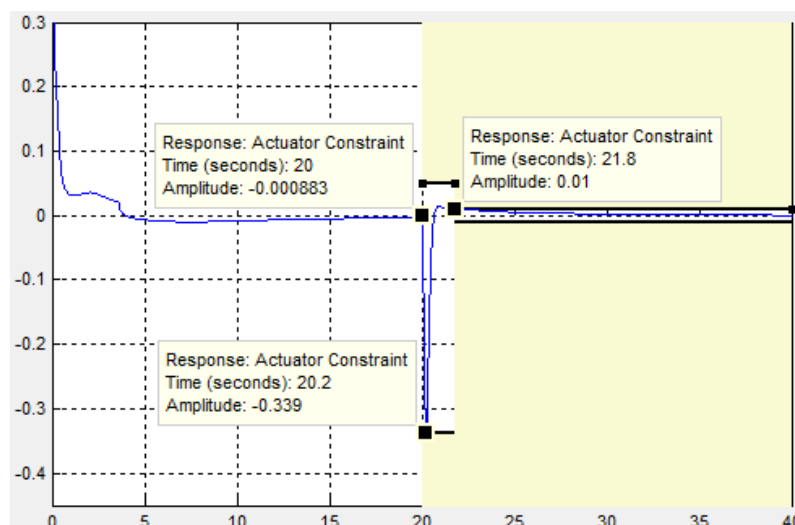 0.3
0.2
0.1
0
-0.1
-0.2
-0.3
-0.4
Response: Actuator Constraint
Time (seconds): 20
Amplitude: -0.000883
Response: Actuator Constraint
Time (seconds): 21.8
Amplitude: 0.01
Response: Actuator Constraint
Time (seconds): 20.2
Amplitude: -0.339
0 5 10 15 20 25 30 35 40